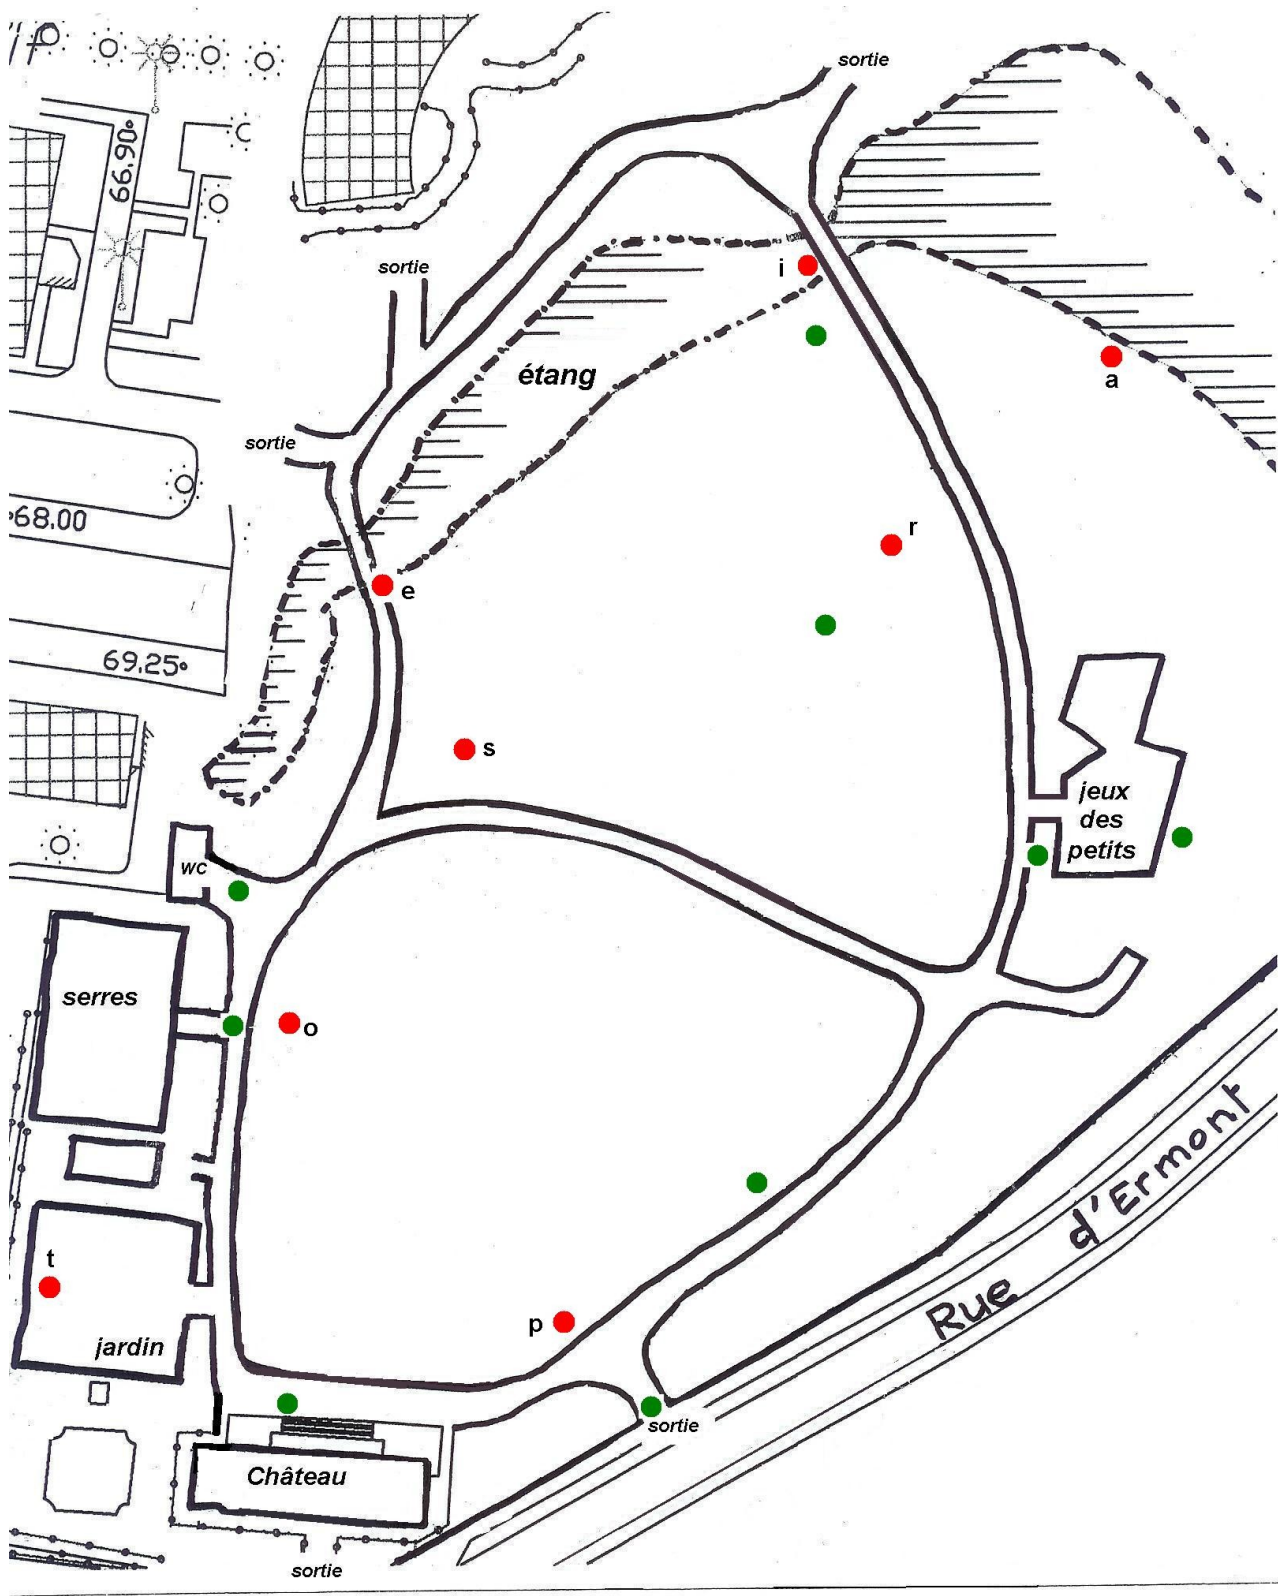 sortie
66.90
sortie
i
étang
a
sortie
68.00
r
e
69.25
s
jeux
des
petits
wc
serres
o
t
p
jardin
Rue d'Ermont
sortie
Château
sortie